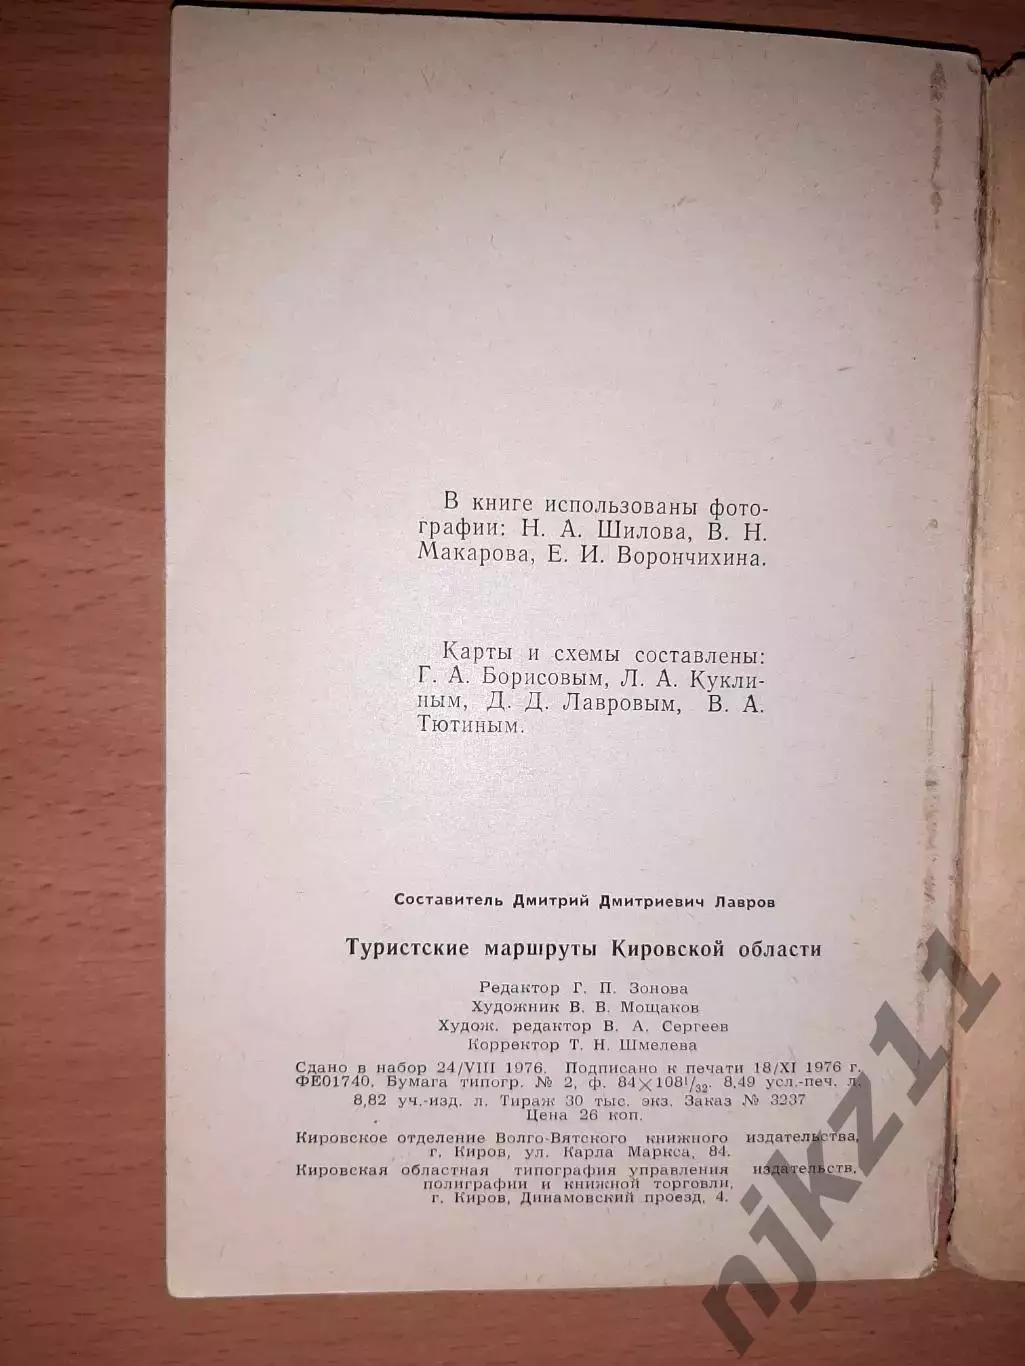 В книге использованы фото-
графии: Н. А. Шилова, В. Н.
Макарова, Е. И. Ворончихина.
Карты и схемы составлены:
Г. А. Борисовым, Л. А. Кукли-
ным, Д. Д. Лавровым, В. А.
Тютиным.
Составитель Дмитрий Дмитриевич Лавров
Туристские маршруты Кировской области
Редактор Г. П. Зонова
Художник В. В. Мощаков
Худож. редактор В. А. Сергеев
Корректор Т. Н. Шмелева
Сдано в набор 24/VIII 1976. Подписано к печати 18/XI 1976 г.
ФЕ01740. Бумага типогр. № 2, ф. 84×108¹/₃₂. 8,49 усл.-печ. л.
8,82 уч.-изд. л. Тираж 30 тыс. экз. Заказ № 3237
Цена 26 коп.
Кировское отделение Волго-Вятского книжного издательства,
г. Киров, ул. Карла Маркса, 84.
Кировская областная типография управления издательств,
полиграфии и книжной торговли,
г. Киров, Динамовский проезд, 4.
njkz11